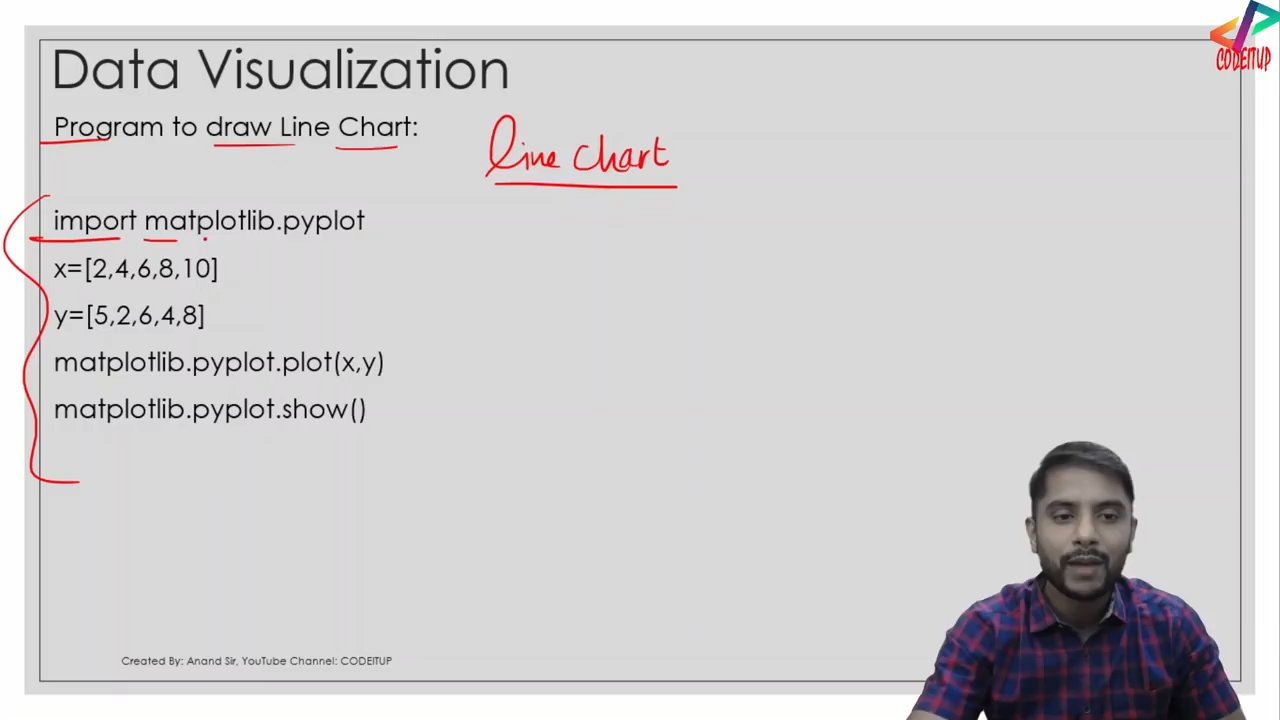 CODEITUP
Data Visualization
Program to draw Line Chart:
line chart
import matplotlib.pyplot
x=[2,4,6,8,10]
y=[5,2,6,4,8]
matplotlib.pyplot.plot(x,y)
matplotlib.pyplot.show()
Created By: Anand Sir, YouTube Channel: CODEITUP